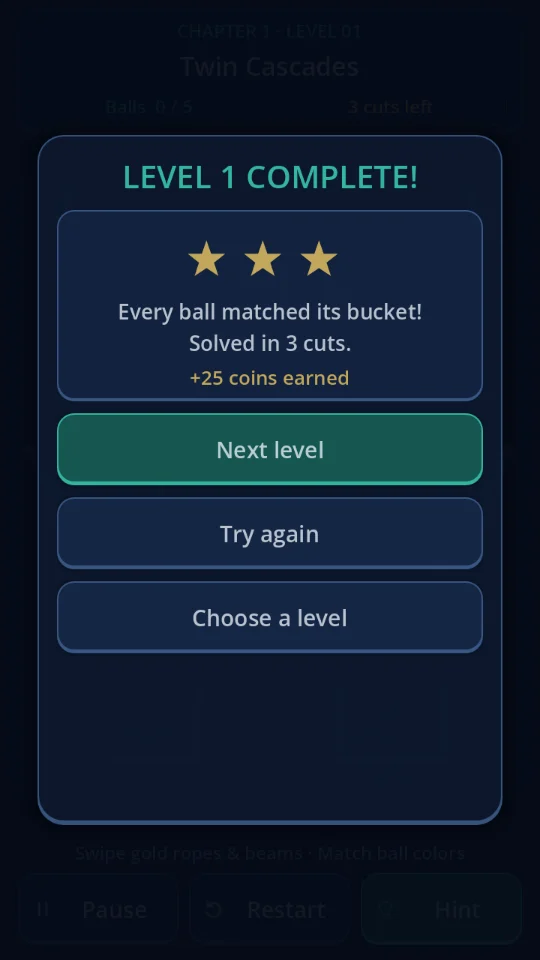 CHAPTER 1 · LEVEL 01
Twin Cascades
Balls 0 / 5
3 cuts left
LEVEL 1 COMPLETE!
Every ball matched its bucket!
Solved in 3 cuts.
+25 coins earned
Next level
Try again
Choose a level
Swipe gold ropes & beams · Match ball colors
Pause
Restart
Hint